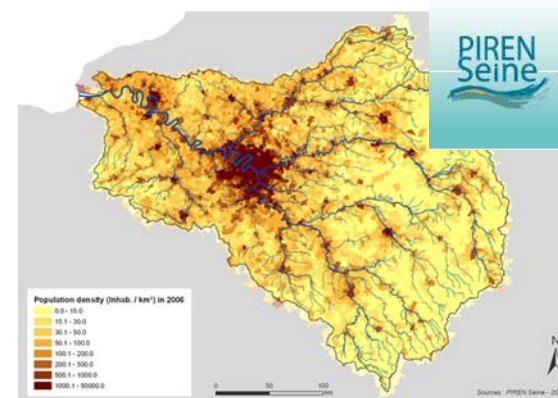 PIREN
Seine
Population density (Inhab. / km²) in 2006
0.0 - 15.0
15.1 - 30.0
30.1 - 50.0
50.1 - 100.0
100.1 - 200.0
200.1 - 500.0
500.1 - 1000.0
1000.1 - 50000.0
0 50 100
km
N
Sources : PIREN Seine - 20